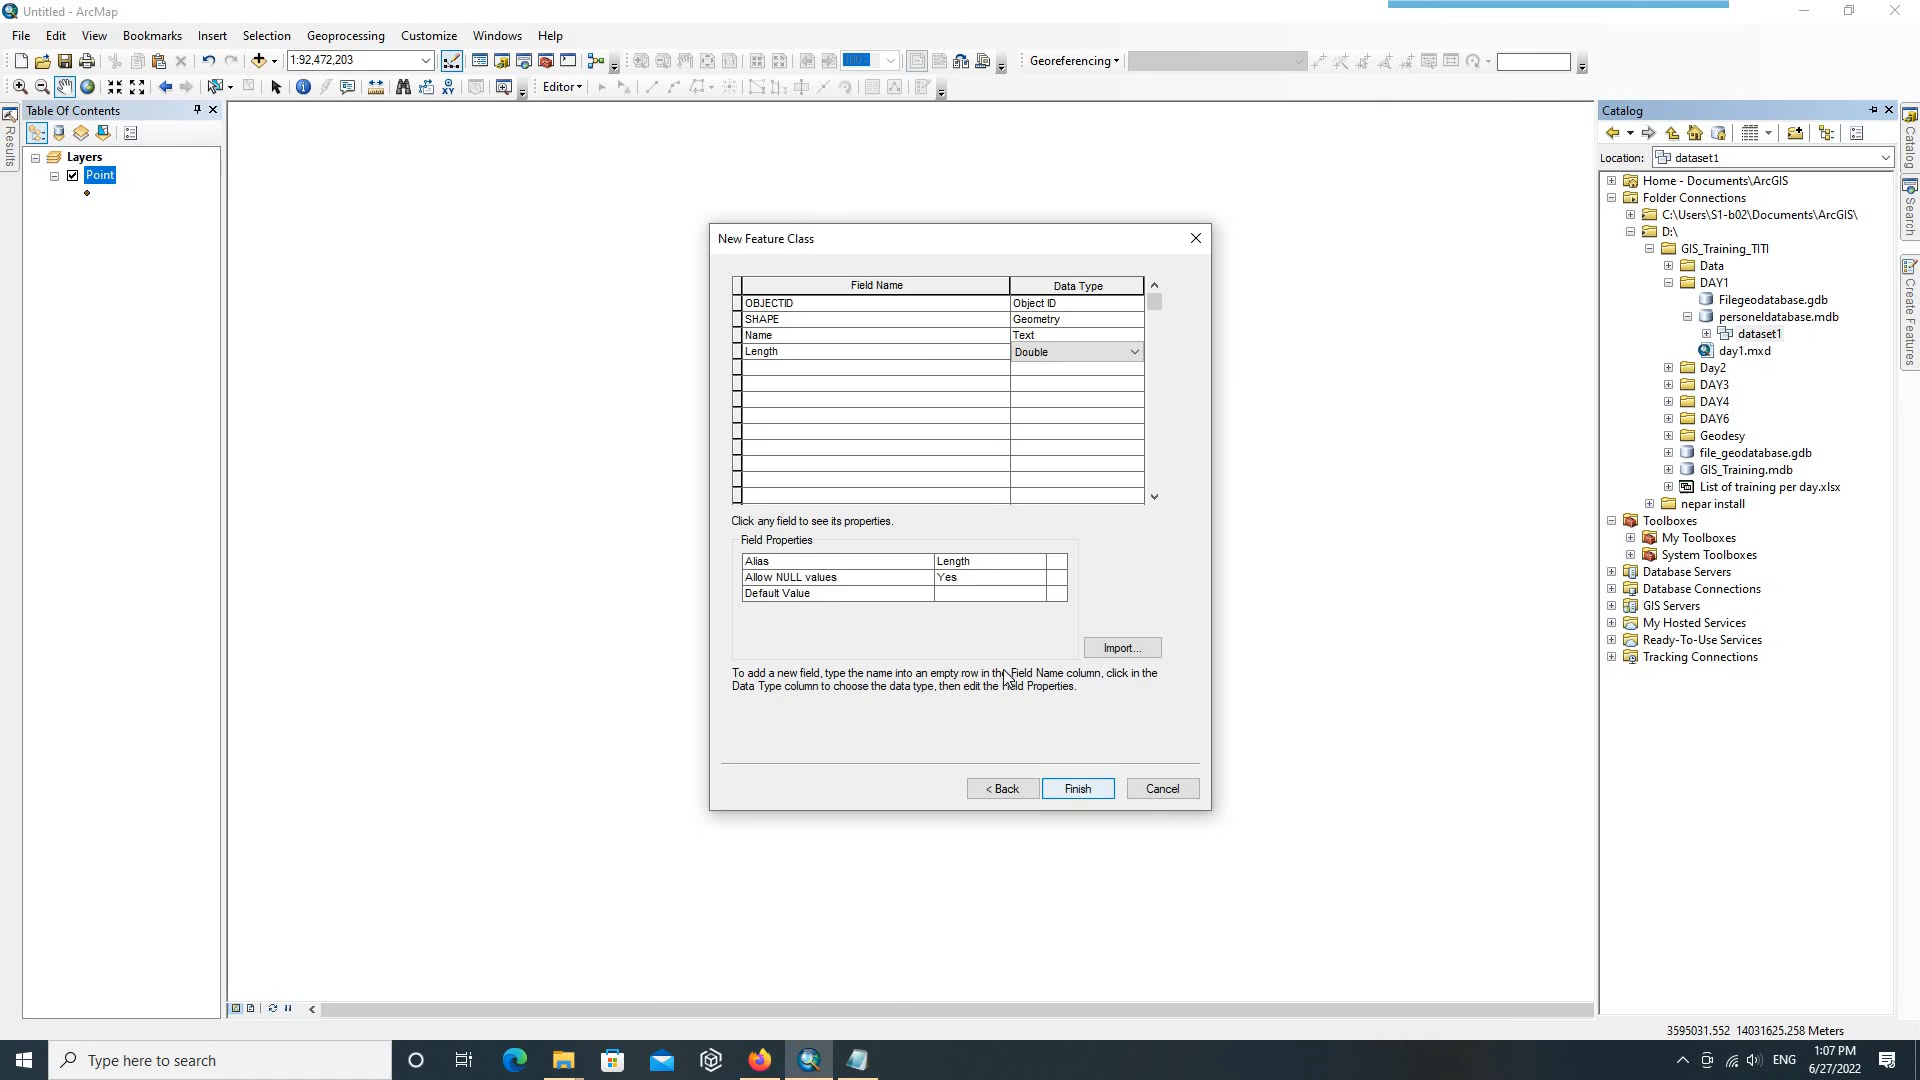 Untitled - ArcMap
File Edit View Bookmarks Insert Selection Geoprocessing Customize Windows Help
1:92,472,203
100%
Georeferencing
Editor
Results
Table Of Contents
Layers
Point
New Feature Class
Field Name Data Type
OBJECTID Object ID
SHAPE Geometry
Name Text
Length Double
Click any field to see its properties.
Field Properties
Alias Length
Allow NULL values Yes
Default Value
Import...
To add a new field, type the name into an empty row in the Field Name column, click in the
Data Type column to choose the data type, then edit the Field Properties.
< Back Finish Cancel
Catalog
Location: dataset1
Home - Documents\ArcGIS
Folder Connections
C:\Users\S1-b02\Documents\ArcGIS\
D:\
GIS_Training_TITI
Data
DAY1
Filegeodatabase.gdb
personeldatabase.mdb
dataset1
day1.mxd
Day2
DAY3
DAY4
DAY6
Geodesy
file_geodatabase.gdb
GIS_Training.mdb
List of training per day.xlsx
nepar install
Toolboxes
My Toolboxes
System Toolboxes
Database Servers
Database Connections
GIS Servers
My Hosted Services
Ready-To-Use Services
Tracking Connections
Catalog
Search
Create Features
3595031.552 14031625.258 Meters
Type here to search
ENG
1:07 PM
6/27/2022